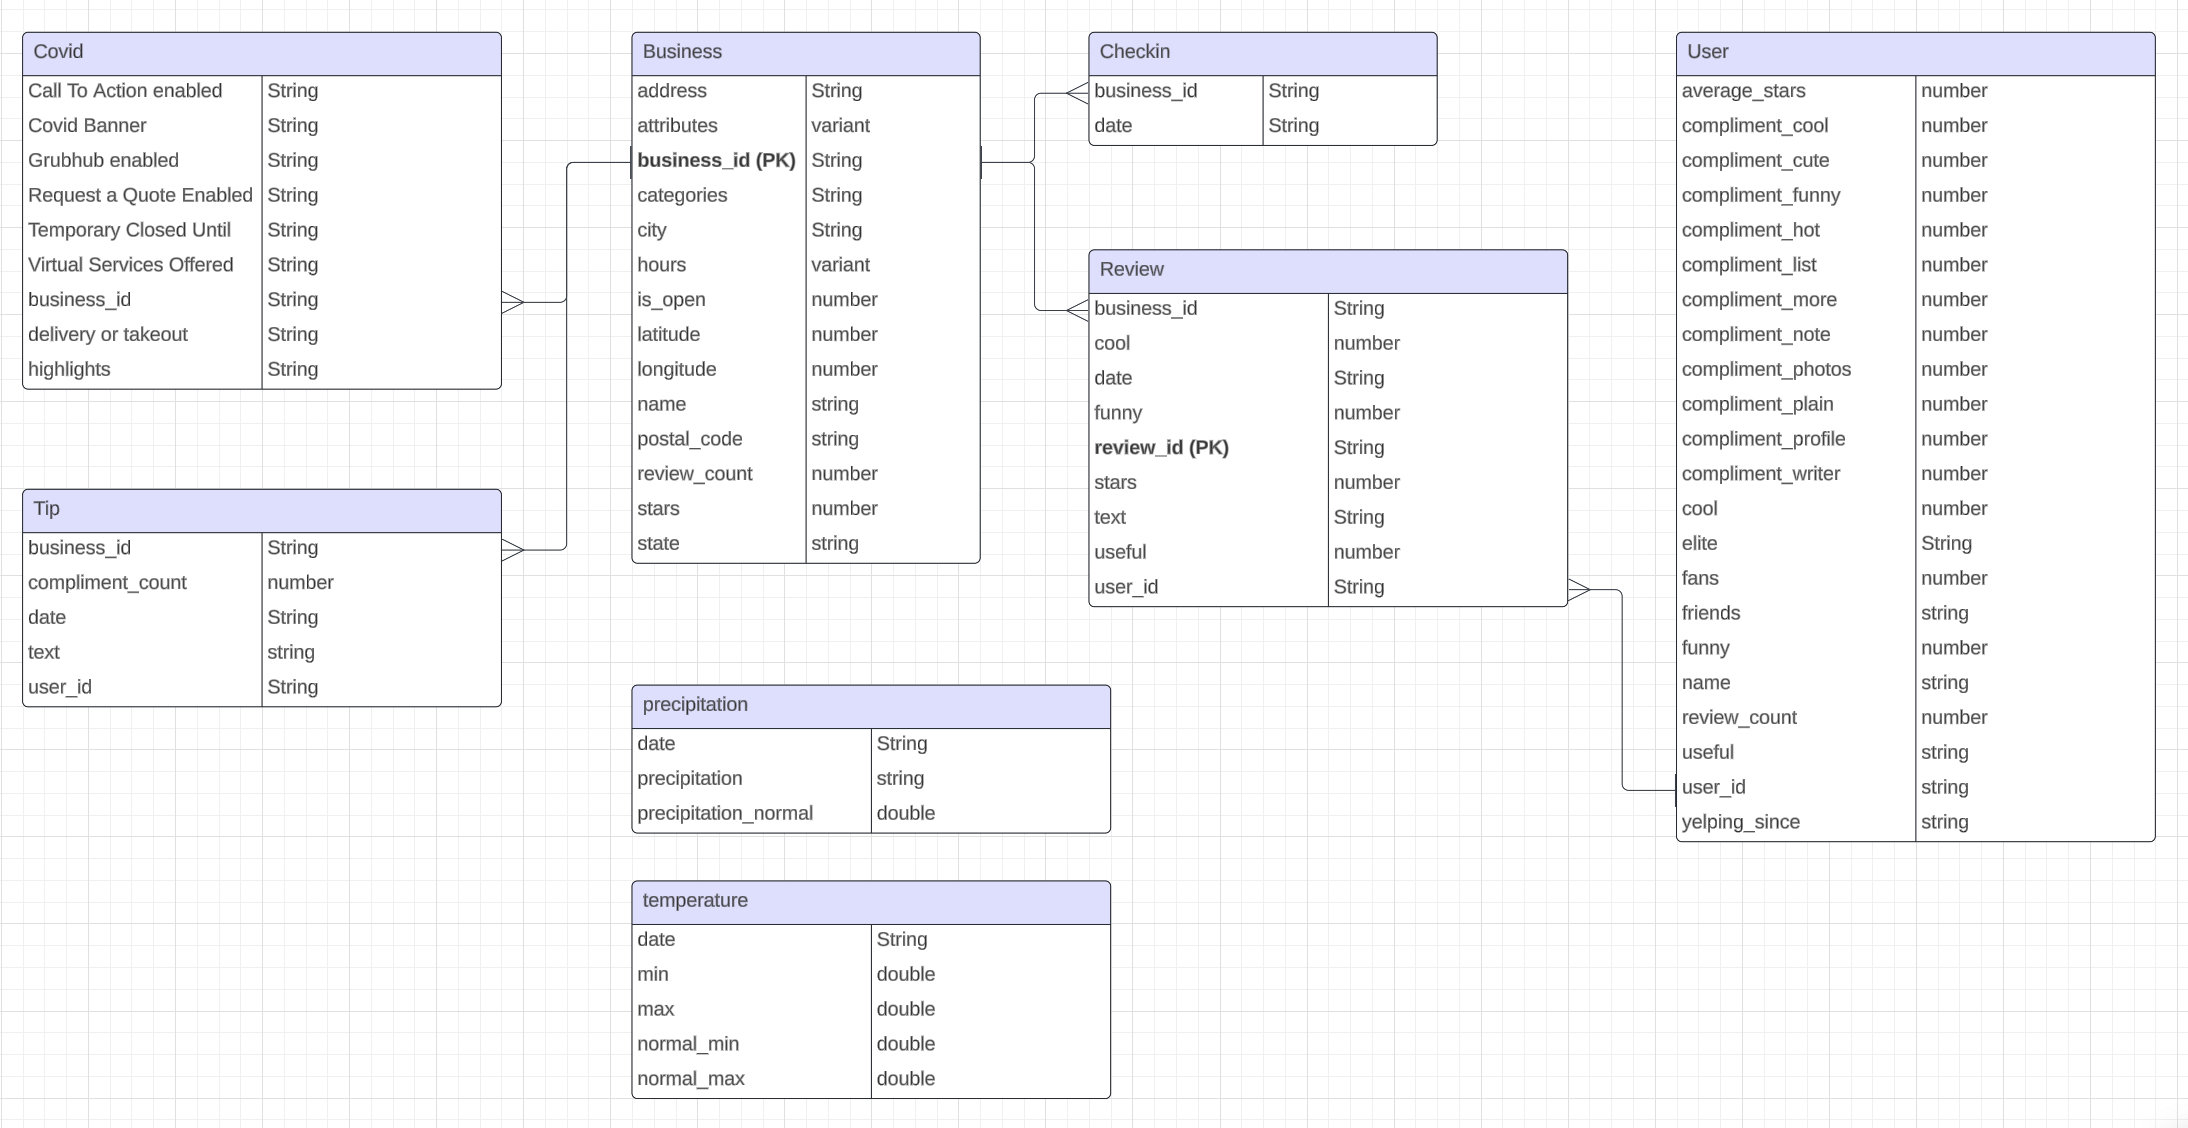 Covid
Call To Action enabled String
Covid Banner String
Grubhub enabled String
Request a Quote Enabled String
Temporary Closed Until String
Virtual Services Offered String
business_id String
delivery or takeout String
highlights String
Tip
business_id String
compliment_count number
date String
text string
user_id String
Business
address String
attributes variant
business_id (PK) String
categories String
city String
hours variant
is_open number
latitude number
longitude number
name string
postal_code string
review_count number
stars number
state string
precipitation
date String
precipitation string
precipitation_normal double
temperature
date String
min double
max double
normal_min double
normal_max double
Checkin
business_id String
date String
Review
business_id String
cool number
date String
funny number
review_id (PK) String
stars number
text String
useful number
user_id String
User
average_stars number
compliment_cool number
compliment_cute number
compliment_funny number
compliment_hot number
compliment_list number
compliment_more number
compliment_note number
compliment_photos number
compliment_plain number
compliment_profile number
compliment_writer number
cool number
elite String
fans number
friends string
funny number
name string
review_count number
useful string
user_id string
yelping_since string